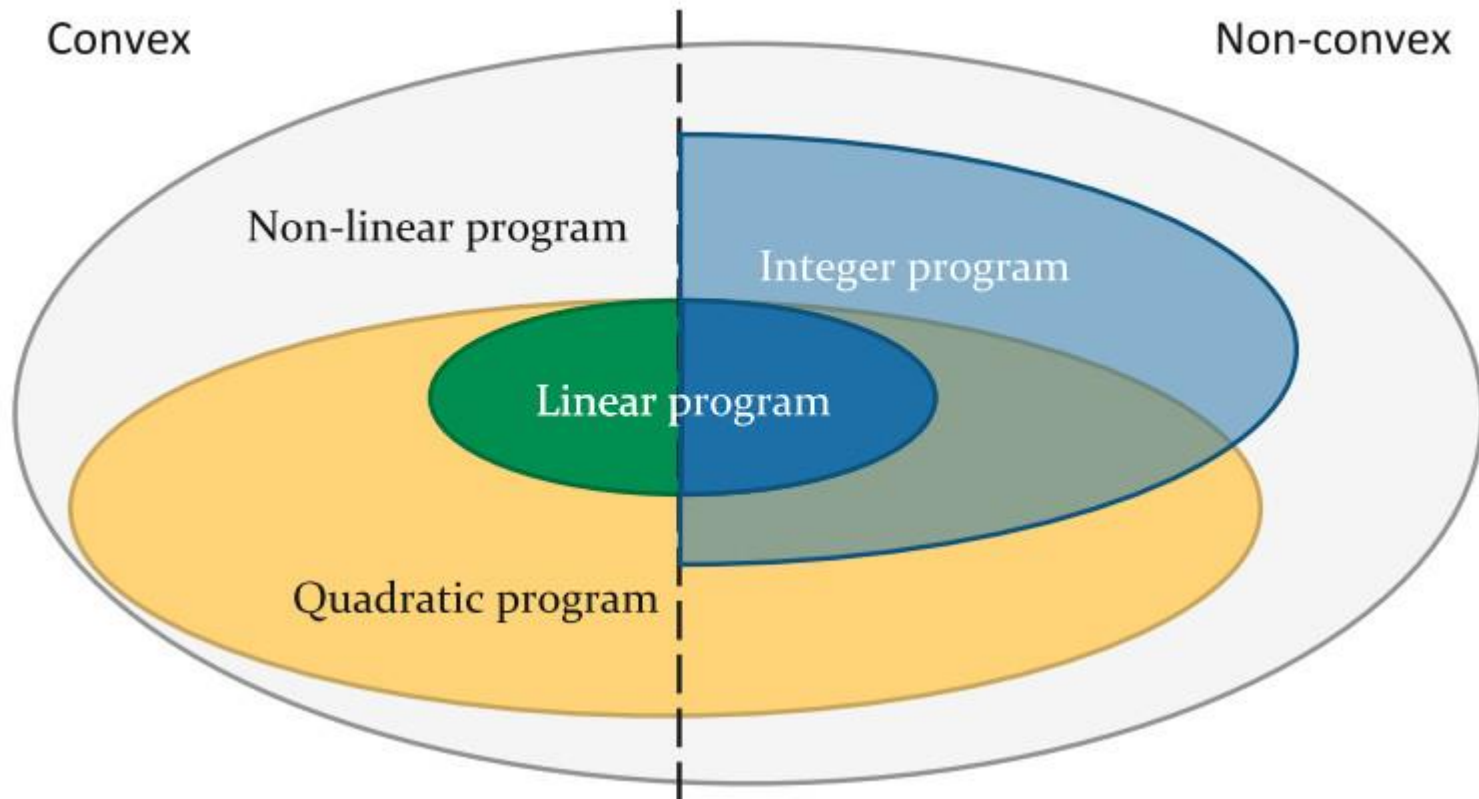 Convex
Non-convex
Non-linear program
Integer program
Linear program
Quadratic program